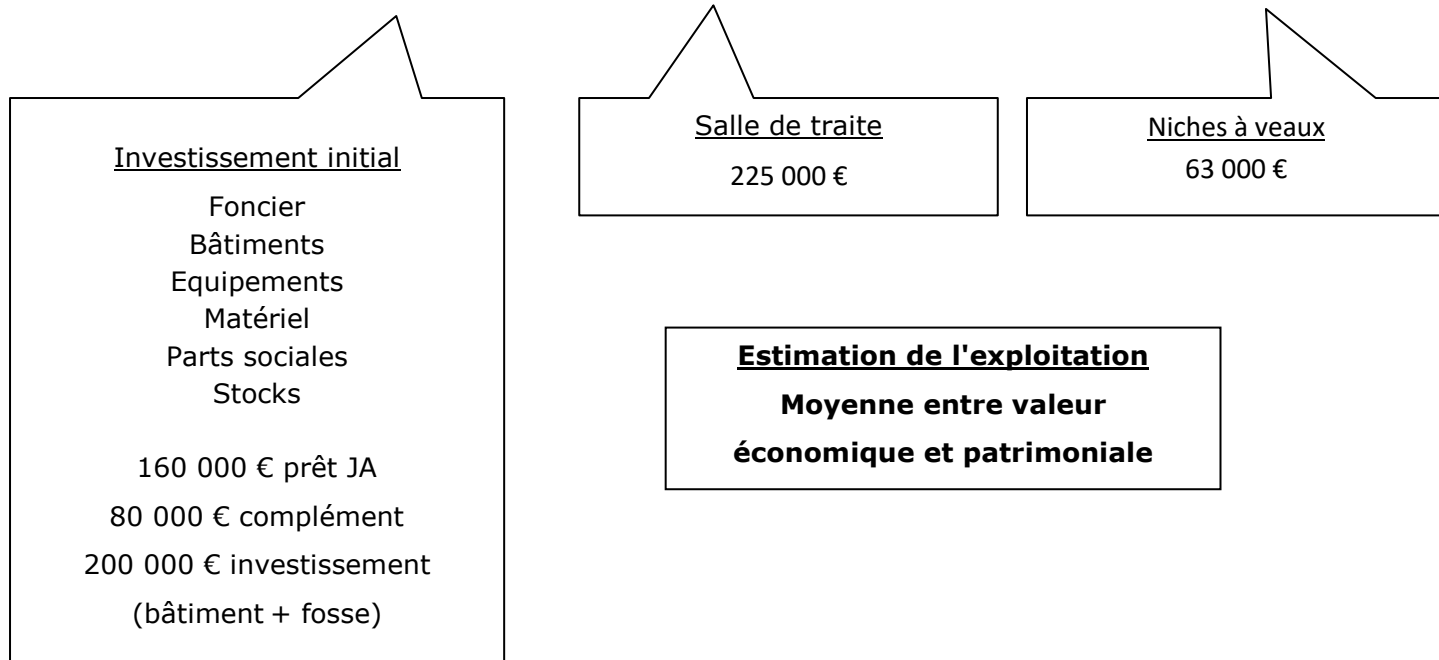 Investissement initial
Foncier
Bâtiments
Equipements
Matériel
Parts sociales
Stocks
160 000 € prêt JA
80 000 € complément
200 000 € investissement
(bâtiment + fosse)
Salle de traite
225 000 €
Niches à veaux
63 000 €
Estimation de l'exploitation
Moyenne entre valeur
économique et patrimoniale